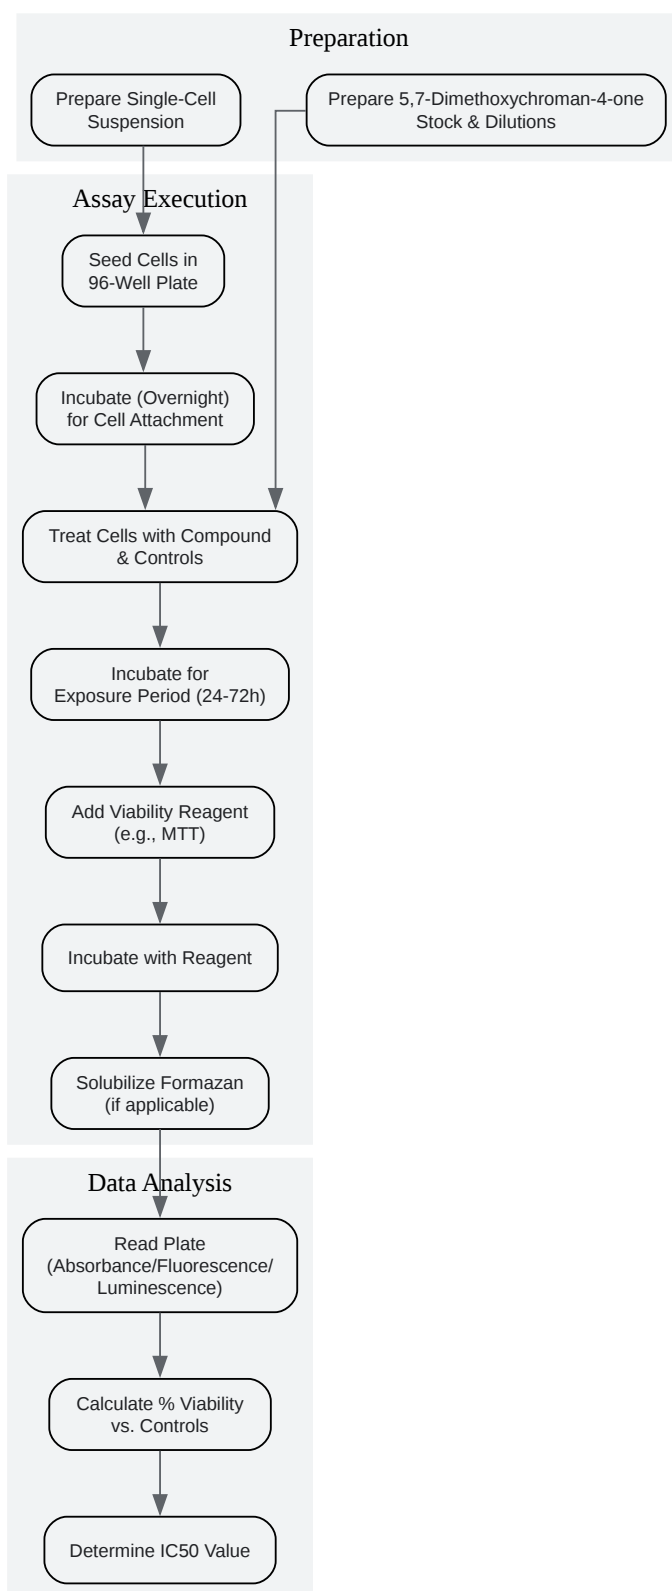 Preparation
Prepare Single-Cell
Suspension
Prepare 5,7-Dimethoxychroman-4-one
Stock & Dilutions
Assay Execution
Seed Cells in
96-Well Plate
Incubate (Overnight)
for Cell Attachment
Treat Cells with Compound
& Controls
Incubate for
Exposure Period (24-72h)
Add Viability Reagent
(e.g., MTT)
Incubate with Reagent
Solubilize Formazan
(if applicable)
Data Analysis
Read Plate
(Absorbance/Fluorescence/
Luminescence)
Calculate % Viability
vs. Controls
Determine IC50 Value